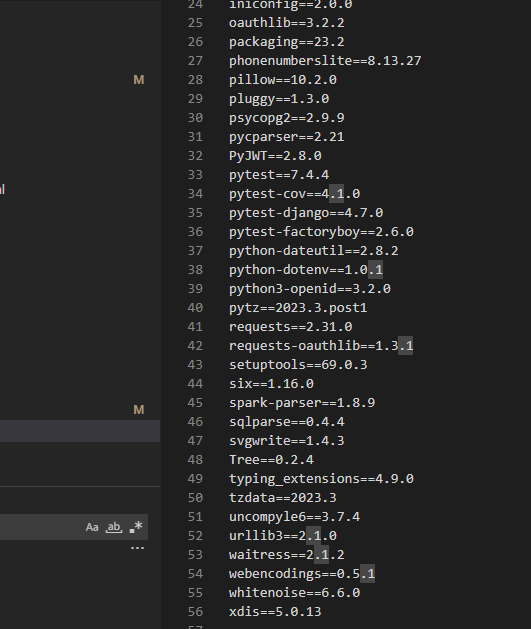 24 iniconfig==2.0.0
25 oauthlib==3.2.2
26 packaging==23.2
27 phonenumberslite==8.13.27
M 28 pillow==10.2.0
29 pluggy==1.3.0
30 psycopg2==2.9.9
31 pycparser==2.21
32 PyJWT==2.8.0
33 pytest==7.4.4
34 pytest-cov==4.1.0
35 pytest-django==4.7.0
36 pytest-factoryboy==2.6.0
37 python-dateutil==2.8.2
38 python-dotenv==1.0.1
39 python3-openid==3.2.0
40 pytz==2023.3.post1
41 requests==2.31.0
42 requests-oauthlib==1.3.1
43 setuptools==69.0.3
44 six==1.16.0
M 45 spark-parser==1.8.9
46 sqlparse==0.4.4
47 svgwrite==1.4.3
48 Tree==0.2.4
49 typing_extensions==4.9.0
50 tzdata==2023.3
51 uncompyle6==3.7.4
Aa ab .* 52 urllib3==2.1.0
... 53 waitress==2.1.2
54 webencodings==0.5.1
55 whitenoise==6.6.0
56 xdis==5.0.13